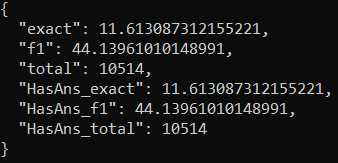 {
"exact": 11.613087312155221,
"f1": 44.13961010148991,
"total": 10514,
"HasAns_exact": 11.613087312155221,
"HasAns_f1": 44.13961010148991,
"HasAns_total": 10514
}